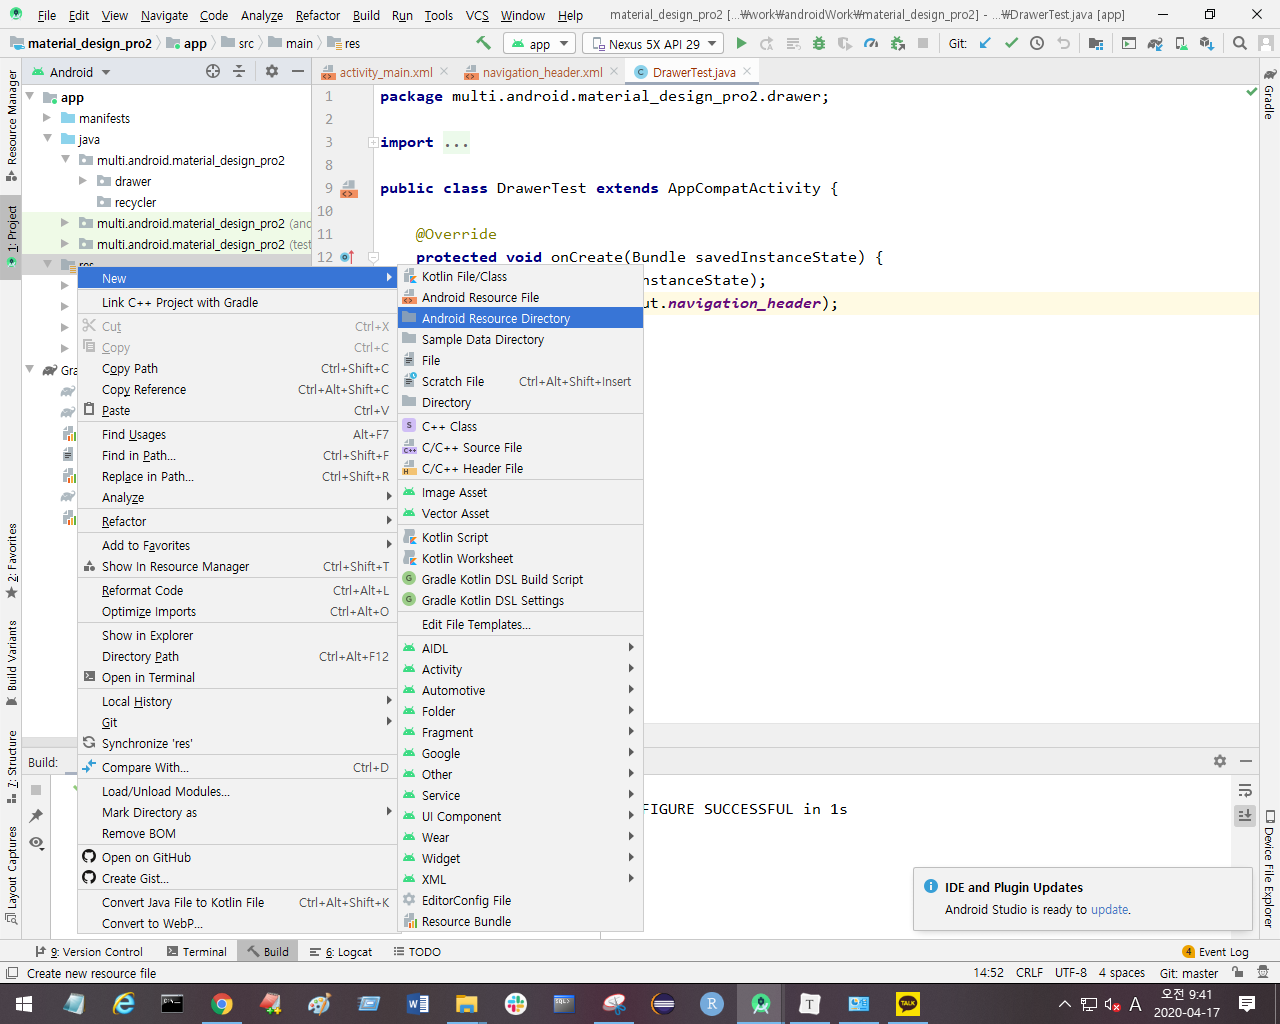 File Edit View Navigate Code Analyze Refactor Build Run Tools VCS Window Help material_design_pro2 [...₩work₩androidWork₩material_design_pro2] - ...₩DrawerTest.java [app]
material_design_pro2 app src main res app Nexus 5X API 29 Git:
Android activity_main.xml navigation_header.xml DrawerTest.java
Resource Manager
1: Project
2: Favorites
Build Variants
7: Structure
Layout Captures
app
manifests
java
multi.android.material_design_pro2
drawer
recycler
multi.android.material_design_pro2 (and
multi.android.material_design_pro2 (test
res
Gra
1 package multi.android.material_design_pro2.drawer;
2
3 import ...
8
9 public class DrawerTest extends AppCompatActivity {
10
11 @Override
12 protected void onCreate(Bundle savedInstanceState) {
nstanceState);
ut.navigation_header);
New
Link C++ Project with Gradle
Cut Ctrl+X
Copy Ctrl+C
Copy Path Ctrl+Shift+C
Copy Reference Ctrl+Alt+Shift+C
Paste Ctrl+V
Find Usages Alt+F7
Find in Path... Ctrl+Shift+F
Replace in Path... Ctrl+Shift+R
Analyze
Refactor
Add to Favorites
Show In Resource Manager Ctrl+Shift+T
Reformat Code Ctrl+Alt+L
Optimize Imports Ctrl+Alt+O
Show in Explorer
Directory Path Ctrl+Alt+F12
Open in Terminal
Local History
Git
Synchronize 'res'
Compare With... Ctrl+D
Load/Unload Modules...
Mark Directory as
Remove BOM
Open on GitHub
Create Gist...
Convert Java File to Kotlin File Ctrl+Alt+Shift+K
Convert to WebP...
Kotlin File/Class
Android Resource File
Android Resource Directory
Sample Data Directory
File
Scratch File Ctrl+Alt+Shift+Insert
Directory
S C++ Class
C++ C/C++ Source File
H C/C++ Header File
Image Asset
Vector Asset
Kotlin Script
Kotlin Worksheet
G Gradle Kotlin DSL Build Script
G Gradle Kotlin DSL Settings
Edit File Templates...
AIDL
Activity
Automotive
Folder
Fragment
Google
Other
Service
UI Component
Wear
Widget
XML
EditorConfig File
Resource Bundle
Gradle
Device File Explorer
Build:
FIGURE SUCCESSFUL in 1s
IDE and Plugin Updates
Android Studio is ready to update.
9: Version Control Terminal Build 6: Logcat TODO 4 Event Log
Create new resource file 14:52 CRLF UTF-8 4 spaces Git: master
SQL> R T TALK A 오전 9:41
2020-04-17